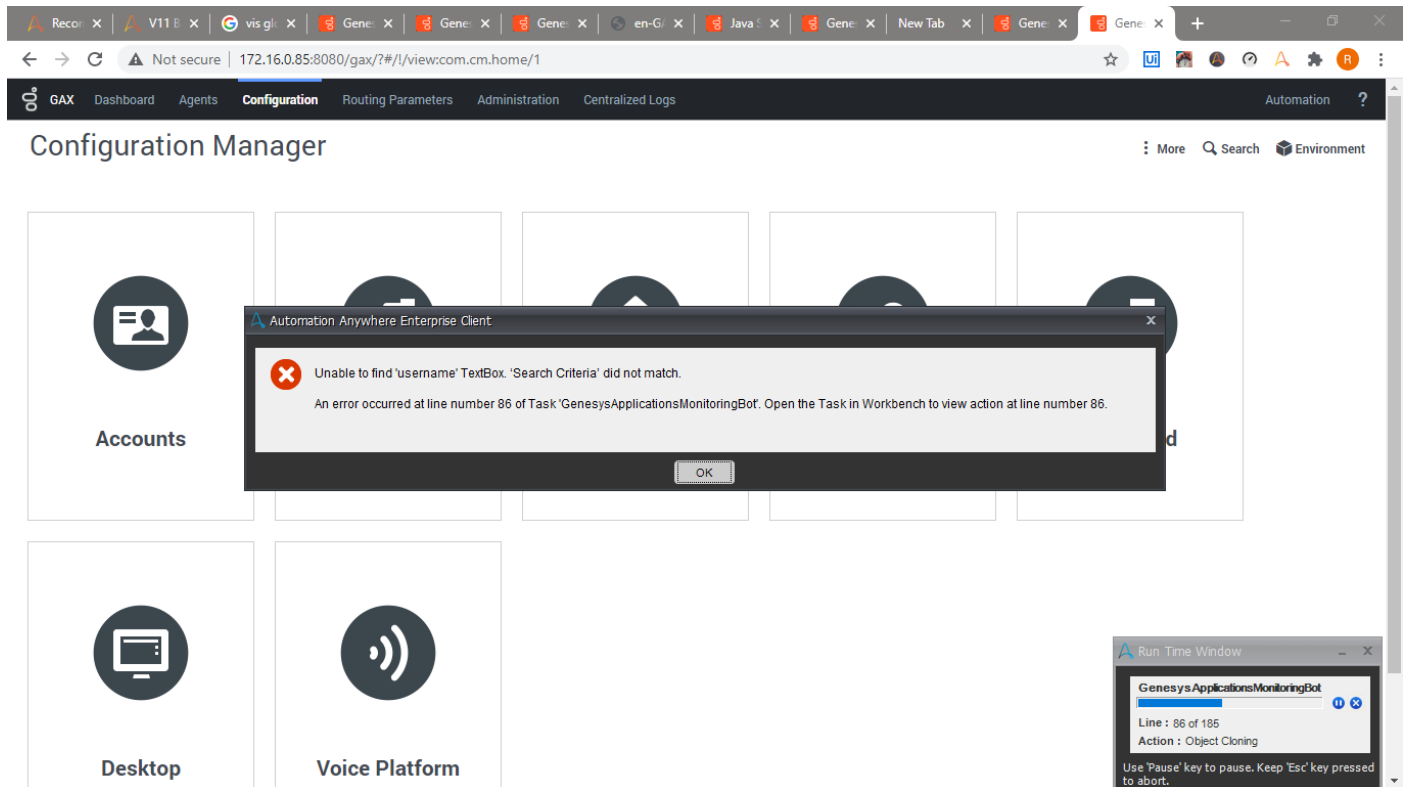 Recor
V11 B
vis glo
Gene
Gene
Gene
en-G
Java S
Gene
New Tab
Gene
Gene
Not secure 172.16.0.85:8080/gax/?#/!/view:com.cm.home/1
Ui
R
GAX Dashboard Agents Configuration Routing Parameters Administration Centralized Logs Automation ?
Configuration Manager
More Search Environment
Automation Anywhere Enterprise Client
Unable to find 'username' TextBox. 'Search Criteria' did not match.
An error occurred at line number 86 of Task 'GenesysApplicationsMonitoringBot'. Open the Task in Workbench to view action at line number 86.
OK
Accounts
d
Desktop
Voice Platform
Run Time Window
GenesysApplicationsMonitoringBot
Line : 86 of 185
Action : Object Cloning
Use 'Pause' key to pause. Keep 'Esc' key pressed
to abort.